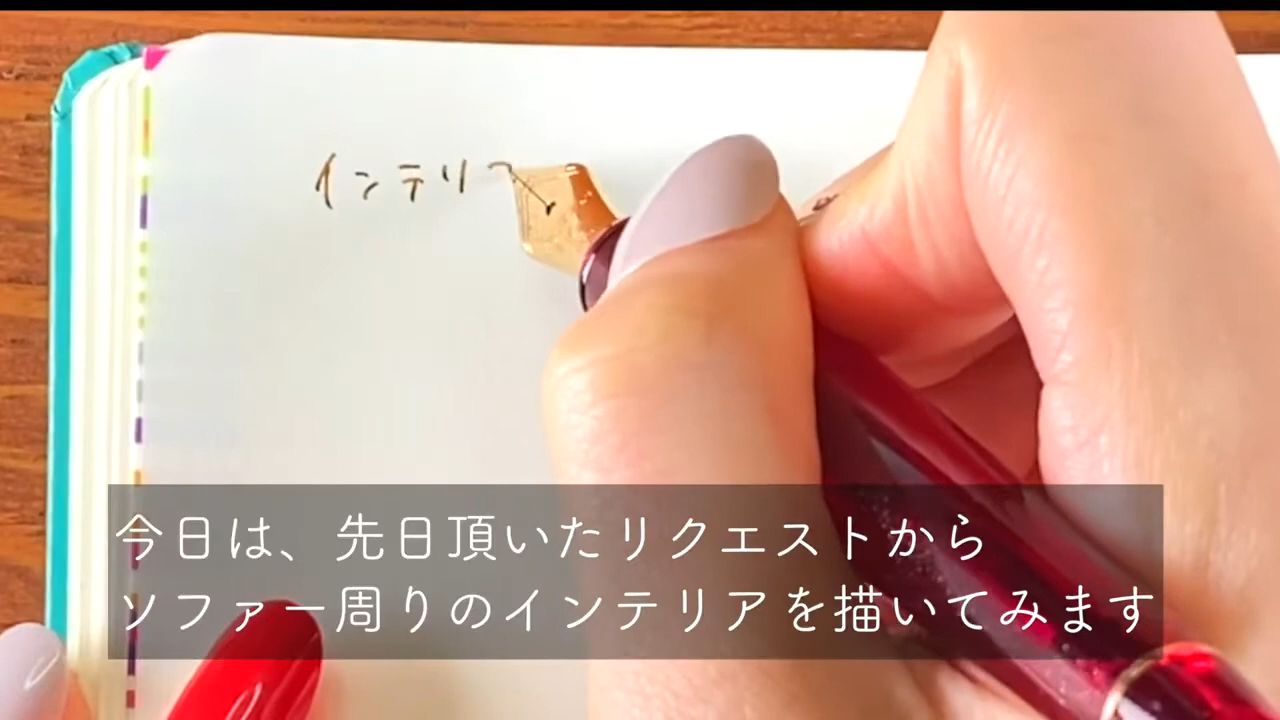 インテリ
今日は、先日頂いたリクエストから
ソファー周りのインテリアを描いてみます